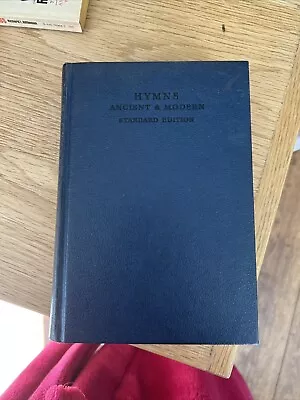 HYMNS
ANCIENT & MODERN
STANDARD EDITION